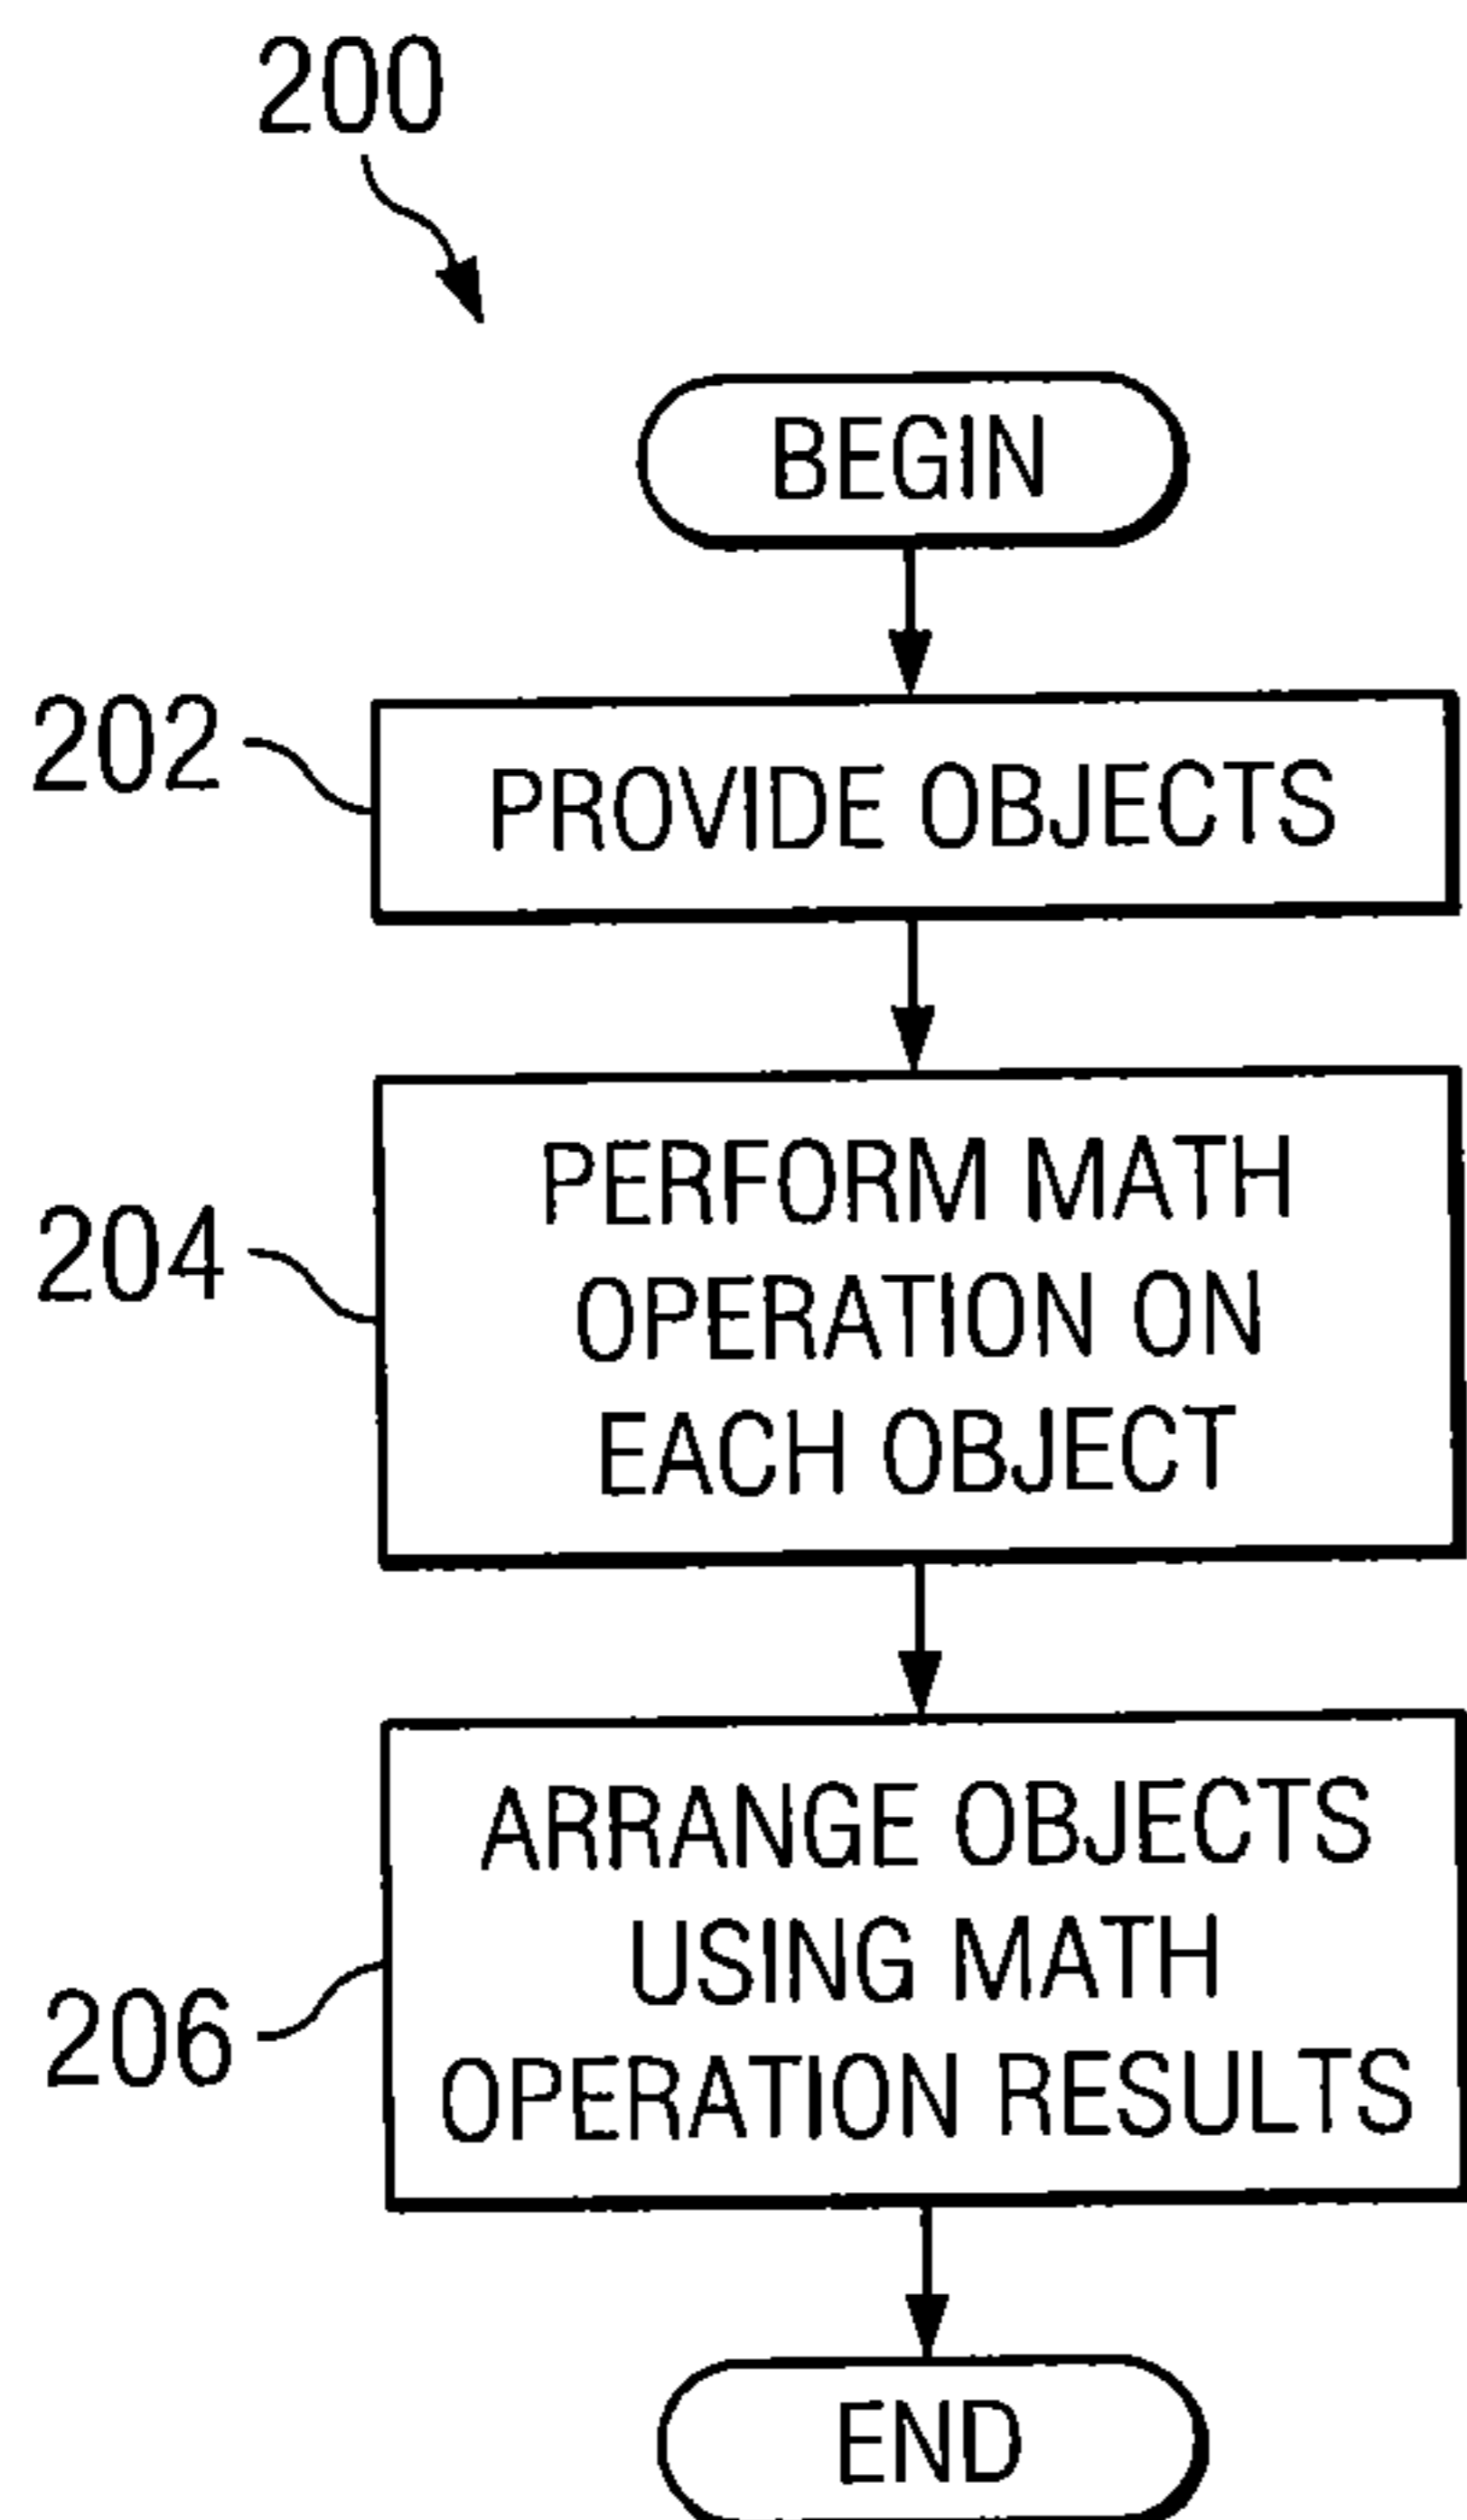 200
BEGIN
202
PROVIDE OBJECTS
204
PERFORM MATH
OPERATION ON
EACH OBJECT
206
ARRANGE OBJECTS
USING MATH
OPERATION RESULTS
END